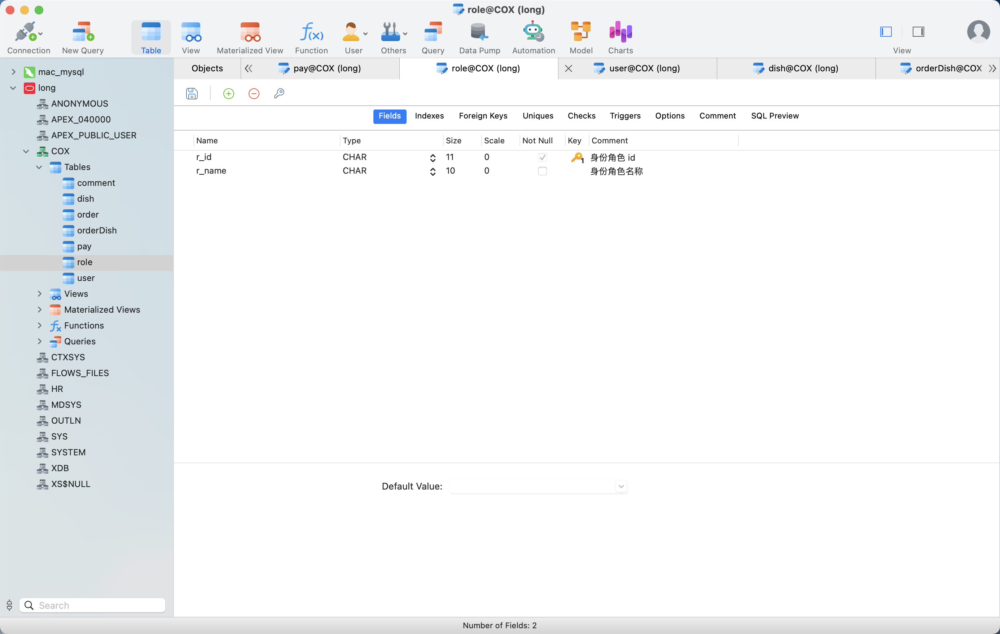 role@COX (long)
Connection New Query Table View Materialized View Function User Others Query Data Pump Automation Model Charts View
Objects pay@COX (long) role@COX (long) user@COX (long) dish@COX (long) orderDish@COX
Fields Indexes Foreign Keys Uniques Checks Triggers Options Comment SQL Preview
Name Type Size Scale Not Null Key Comment
r_id CHAR 11 0 1 身份角色 id
r_name CHAR 10 0 身份角色名称
mac_mysql
long
ANONYMOUS
APEX_040000
APEX_PUBLIC_USER
COX
Tables
comment
dish
order
orderDish
pay
role
user
Views
Materialized Views
Functions
Queries
CTXSYS
FLOWS_FILES
HR
MDSYS
OUTLN
SYS
SYSTEM
XDB
XS$NULL
Default Value:
Search
Number of Fields: 2